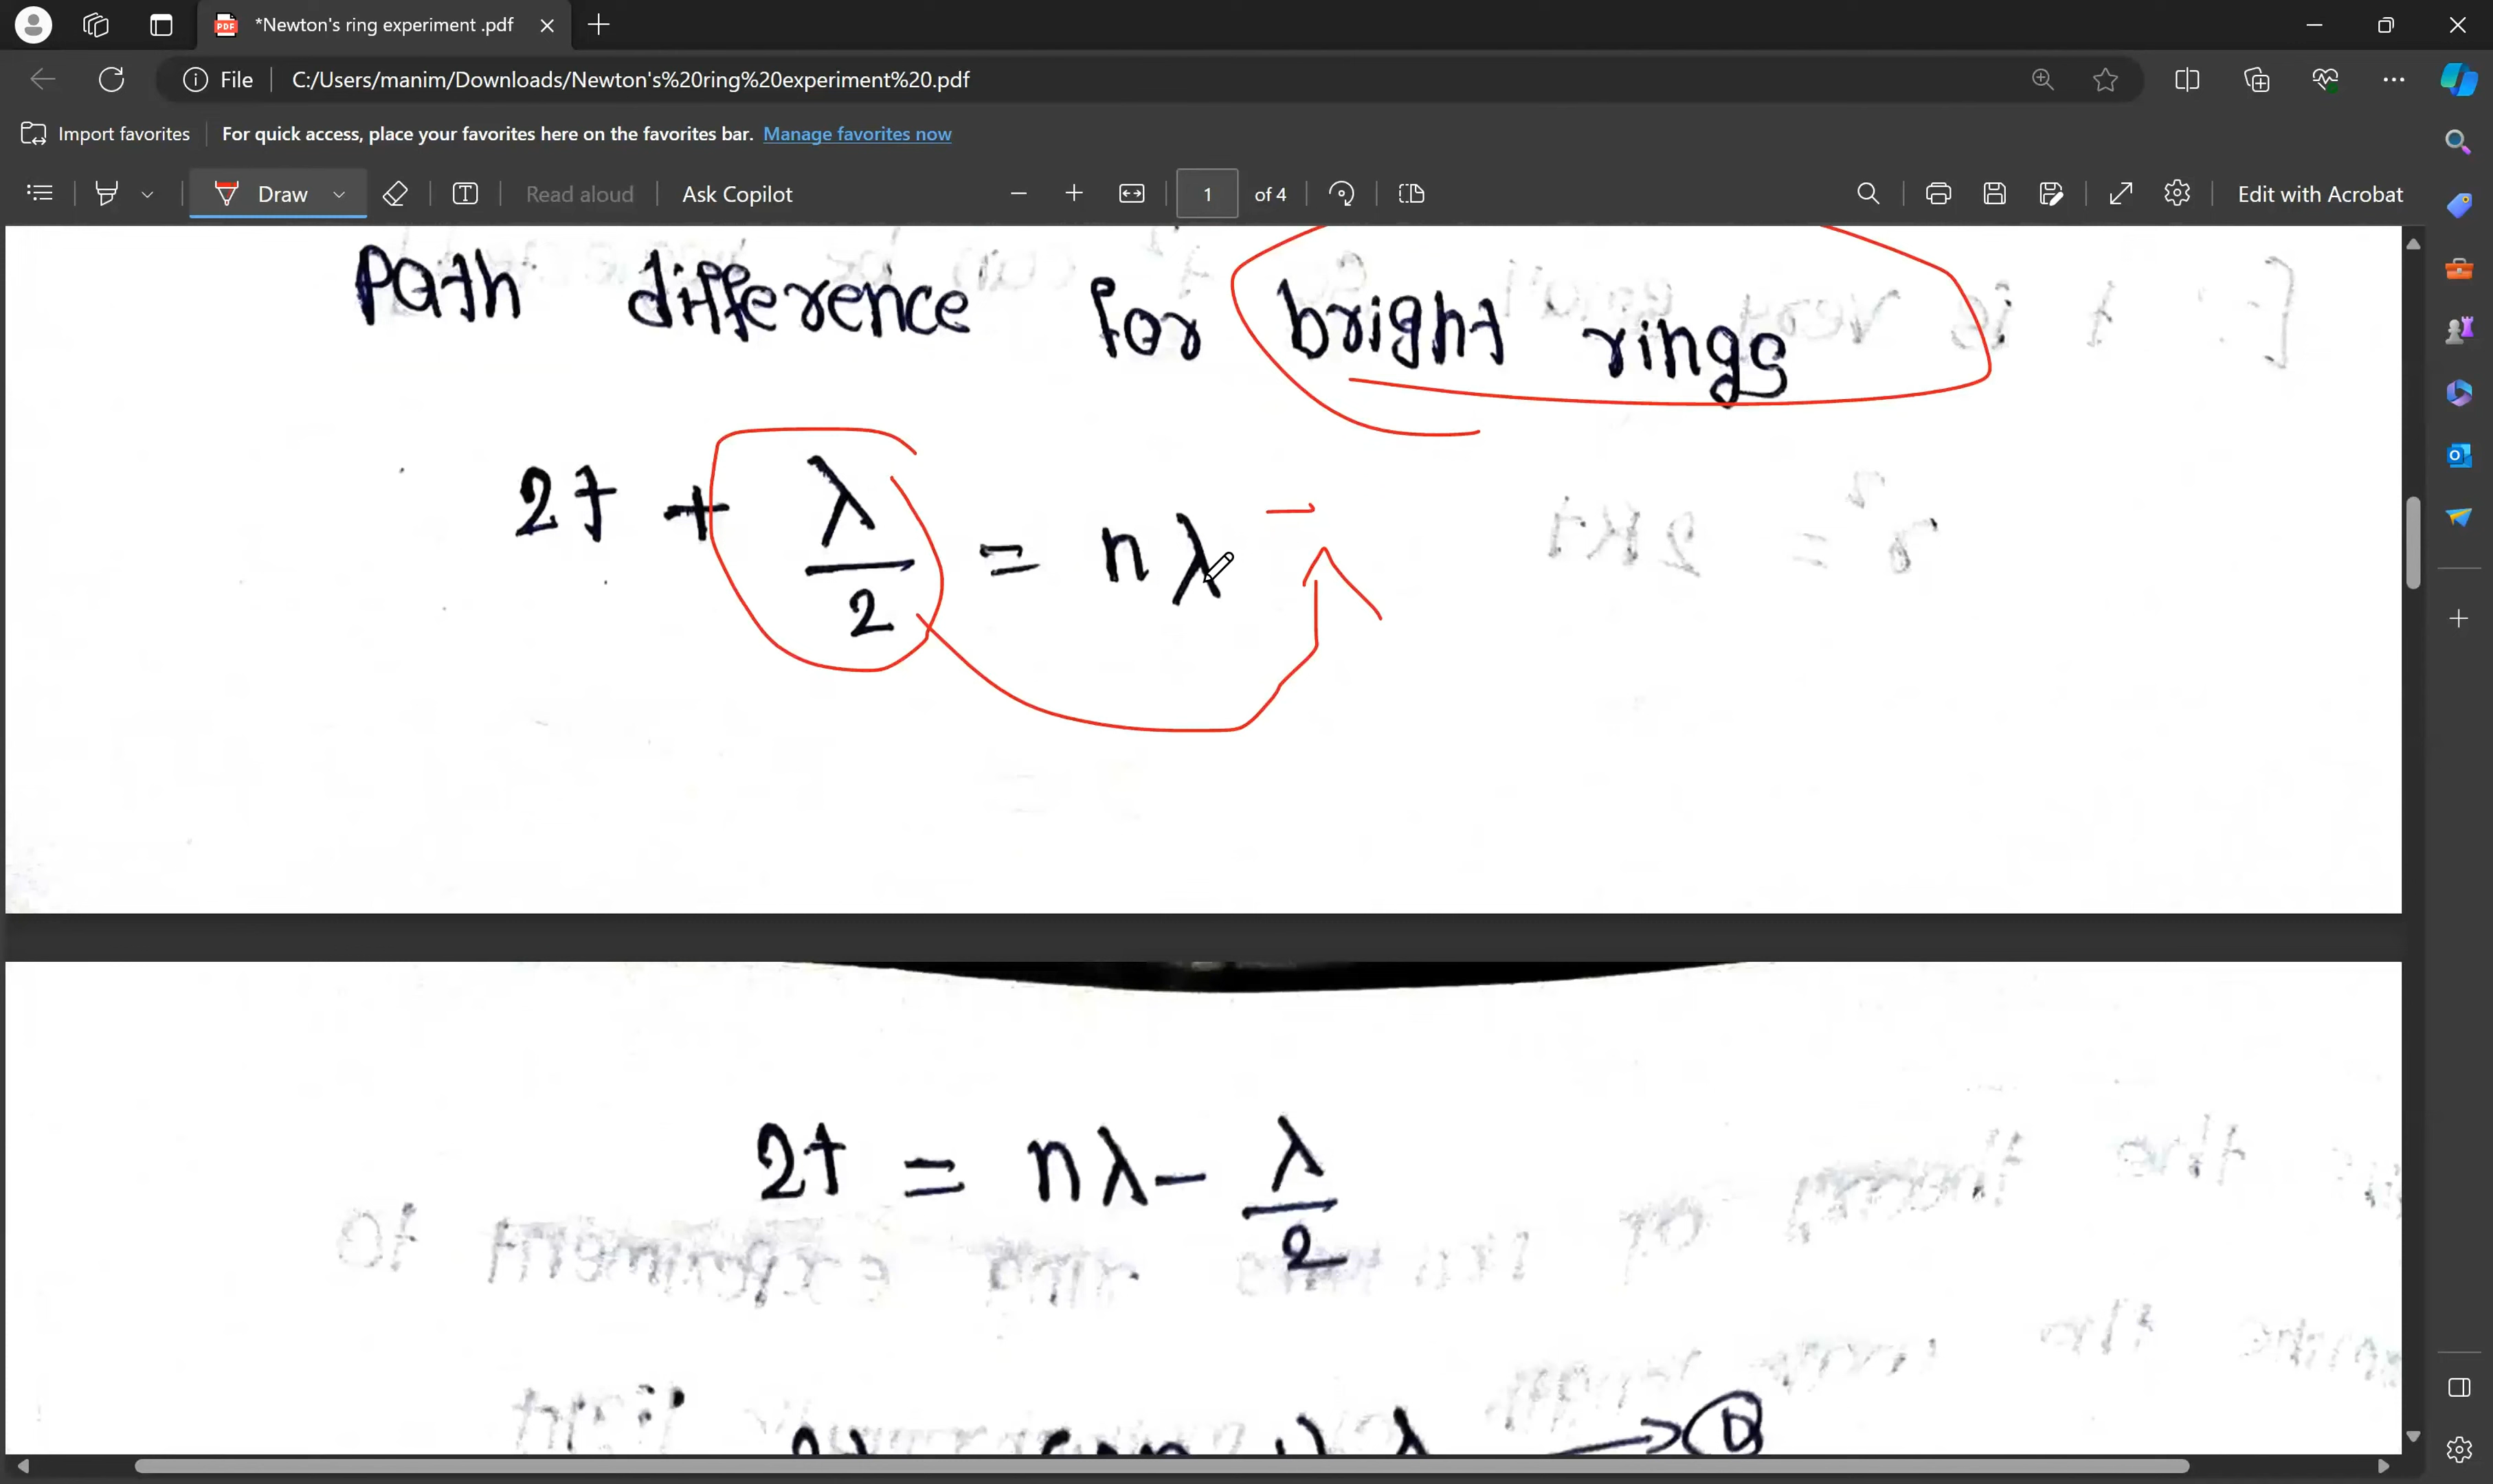 *Newton's ring experiment .pdf
File C:/Users/manim/Downloads/Newton's%20ring%20experiment%20.pdf
Import favorites For quick access, place your favorites here on the favorites bar. Manage favorites now
Draw Read aloud Ask Copilot 1 of 4 Edit with Acrobat
Path difference for bright rings
2t + λ/2 = nλ −
2t = nλ − λ/2